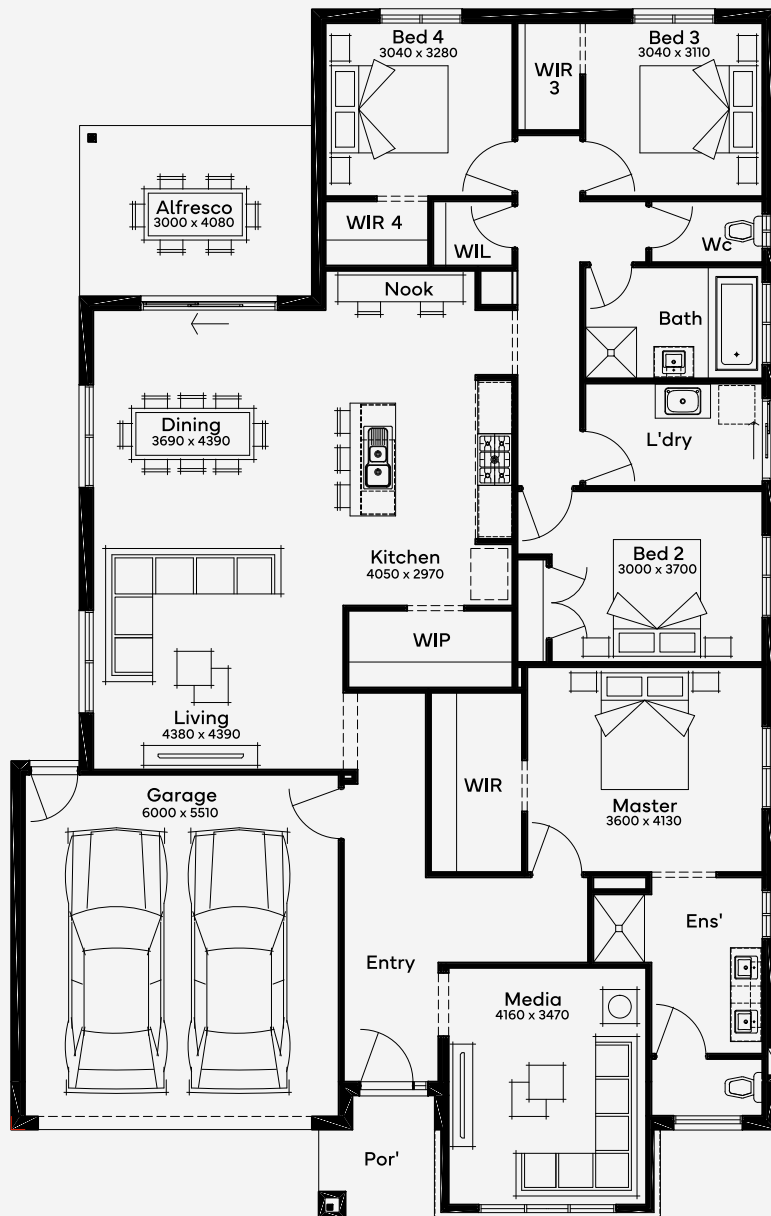 Bed 4
3040 x 3280
WIR
3
Bed 3
3040 x 3110
Alfresco
3000 x 4080
WIR 4
WIL
Wc
Nook
Bath
Dining
3690 x 4390
L'dry
Kitchen
4050 x 2970
Bed 2
3000 x 3700
WIP
Living
4380 x 4390
WIR
Garage
6000 x 5510
Master
3600 x 4130
Ens'
Entry
Media
4160 x 3470
Por'